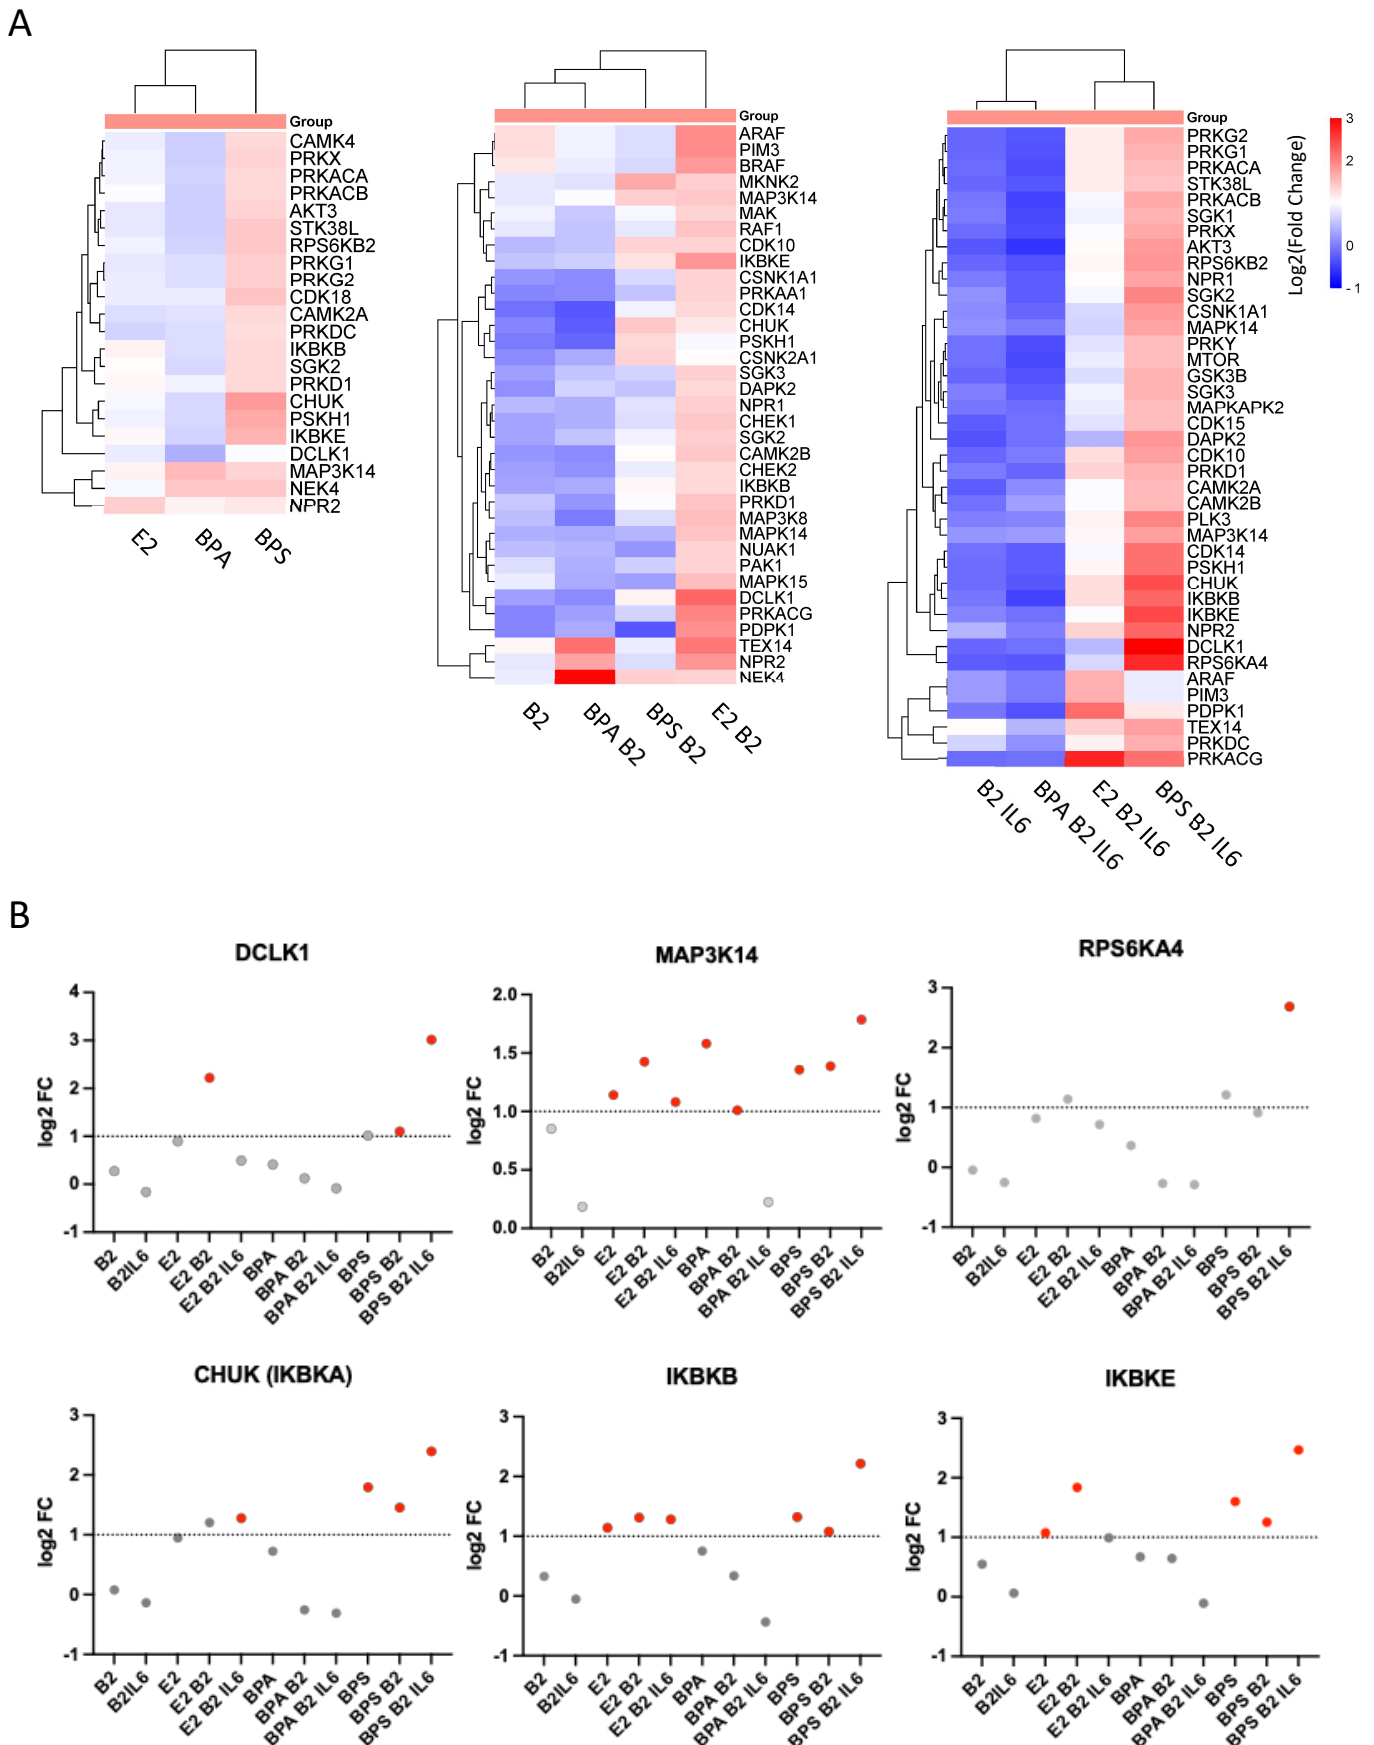 A
Group
CAMK4
PRKX
PRKACA
PRKACB
AKT3
STK38L
RPS6KB2
PRKG1
PRKG2
CDK18
CAMK2A
PRKDC
IKBKB
SGK2
PRKD1
CHUK
PSKH1
IKBKE
DCLK1
MAP3K14
NEK4
NPR2
E2
BPA
BPS
Group
ARAF
PIM3
BRAF
MKNK2
MAP3K14
MAK
RAF1
CDK10
IKBKE
CSNK1A1
PRKAA1
CDK14
CHUK
PSKH1
CSNK2A1
SGK3
DAPK2
NPR1
CHEK1
SGK2
CAMK2B
CHEK2
IKBKB
PRKD1
MAP3K8
MAPK14
NUAK1
PAK1
MAPK15
DCLK1
PRKACG
PDPK1
TEX14
NPR2
NEK4
B2
BPA B2
BPS B2
E2 B2
Group
PRKG2
PRKG1
PRKACA
STK38L
PRKACB
SGK1
PRKX
AKT3
RPS6KB2
NPR1
SGK2
CSNK1A1
MAPK14
PRKY
MTOR
GSK3B
SGK3
MAPKAPK2
CDK15
DAPK2
CDK10
PRKD1
CAMK2A
CAMK2B
PLK3
MAP3K14
CDK14
PSKH1
CHUK
IKBKB
IKBKE
NPR2
DCLK1
RPS6KA4
ARAF
PIM3
PDPK1
TEX14
PRKDC
PRKACG
B2 IL6
BPA B2 IL6
E2 B2 IL6
BPS B2 IL6
Log2(Fold Change)
3
2
1
0
-1
B
DCLK1
log2 FC
4
3
2
1
0
-1
B2
B2IL6
E2
E2 B2
E2 B2 IL6
BPA
BPA B2
BPA B2 IL6
BPS
BPS B2
BPS B2 IL6
MAP3K14
log2 FC
2.0
1.5
1.0
0.5
0.0
B2
B2IL6
E2
E2 B2
E2 B2 IL6
BPA
BPA B2
BPA B2 IL6
BPS
BPS B2
BPS B2 IL6
RPS6KA4
log2 FC
3
2
1
0
-1
B2
B2IL6
E2
E2 B2
E2 B2 IL6
BPA
BPA B2
BPA B2 IL6
BPS
BPS B2
BPS B2 IL6
CHUK (IKBKA)
log2 FC
3
2
1
0
-1
B2
B2IL6
E2
E2 B2
E2 B2 IL6
BPA
BPA B2
BPA B2 IL6
BPS
BPS B2
BPS B2 IL6
IKBKB
log2 FC
3
2
1
0
-1
B2
B2IL6
E2
E2 B2
E2 B2 IL6
BPA
BPA B2
BPA B2 IL6
BPS
BPS B2
BPS B2 IL6
IKBKE
log2 FC
3
2
1
0
-1
B2
B2IL6
E2
E2 B2
E2 B2 IL6
BPA
BPA B2
BPA B2 IL6
BPS
BPS B2
BPS B2 IL6